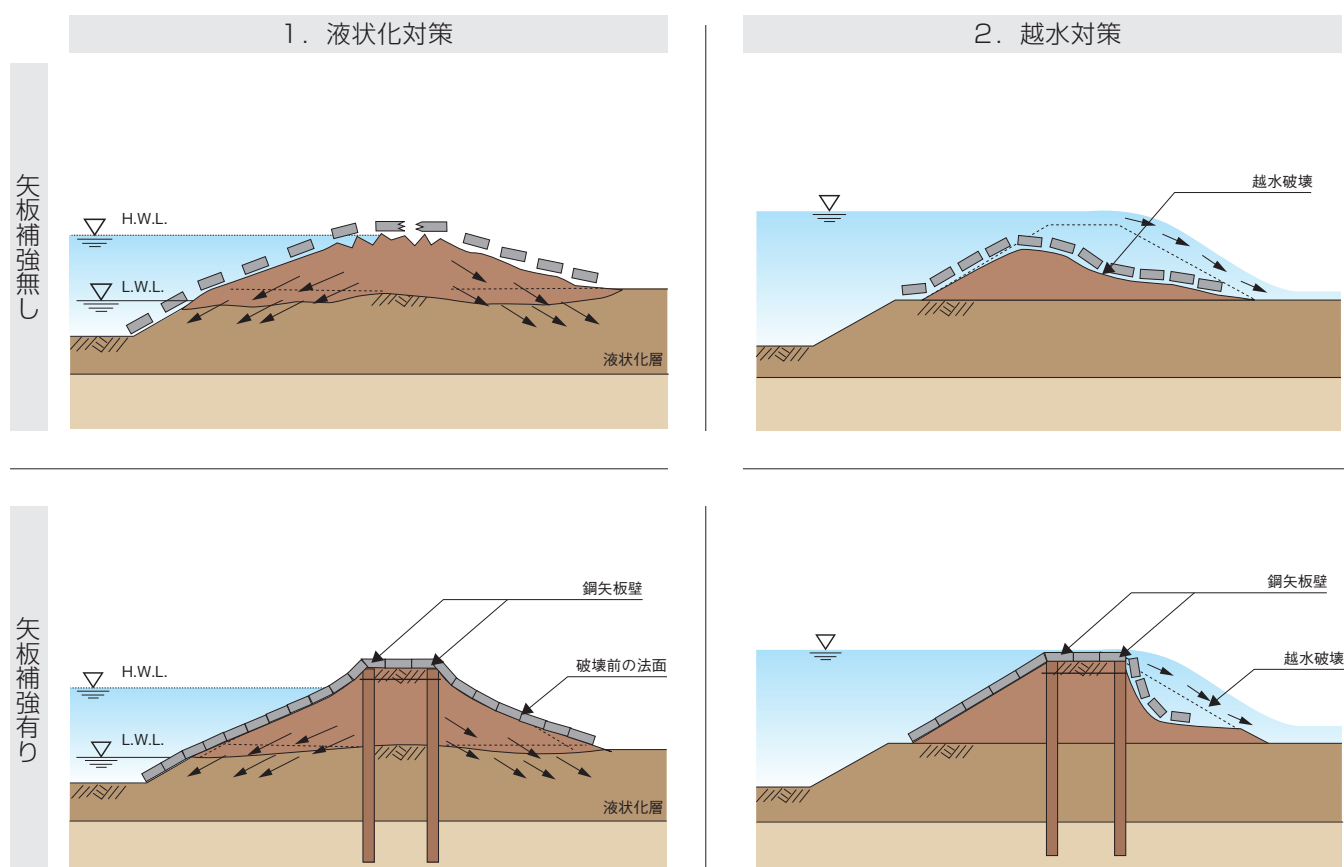 1．液状化対策
2．越水対策
矢板補強無し
H.W.L.
L.W.L.
液状化層
越水破壊
矢板補強有り
鋼矢板壁
破壊前の法面
H.W.L.
L.W.L.
液状化層
鋼矢板壁
越水破壊